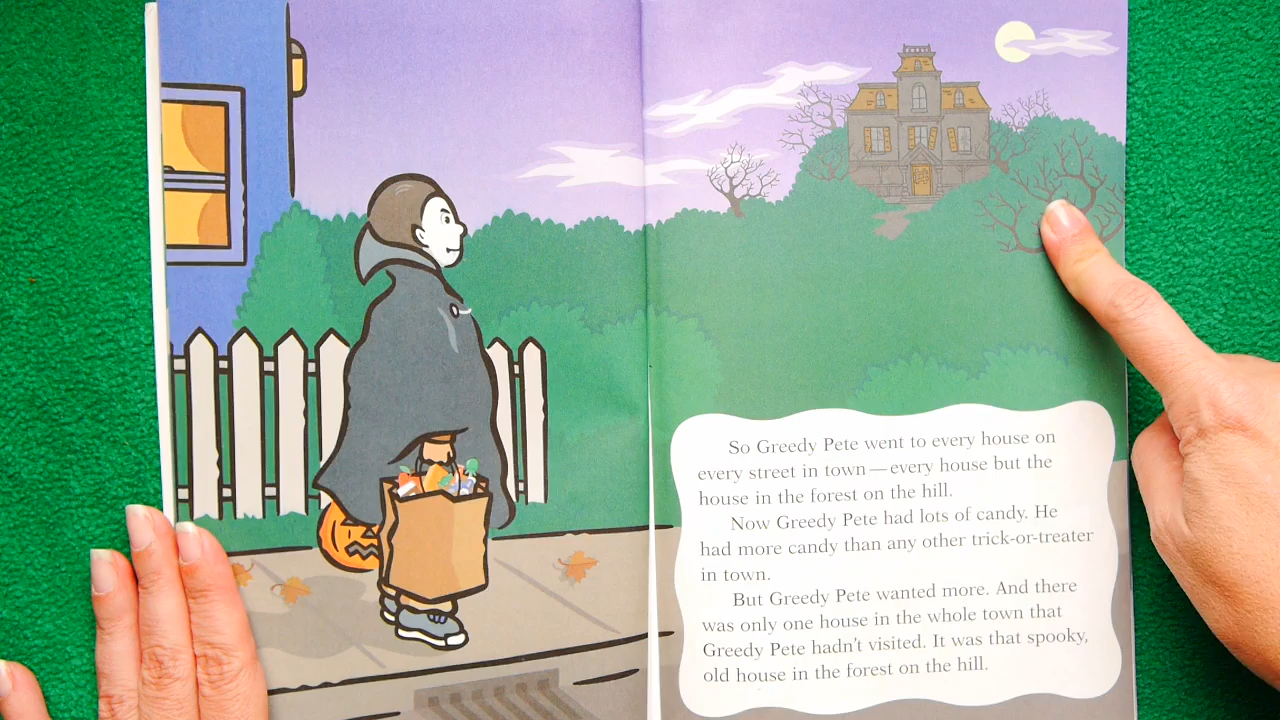 So Greedy Pete went to every house on
every street in town — every house but the
house in the forest on the hill.
Now Greedy Pete had lots of candy. He
had more candy than any other trick-or-treater
in town.
But Greedy Pete wanted more. And there
was only one house in the whole town that
Greedy Pete hadn't visited. It was that spooky,
old house in the forest on the hill.